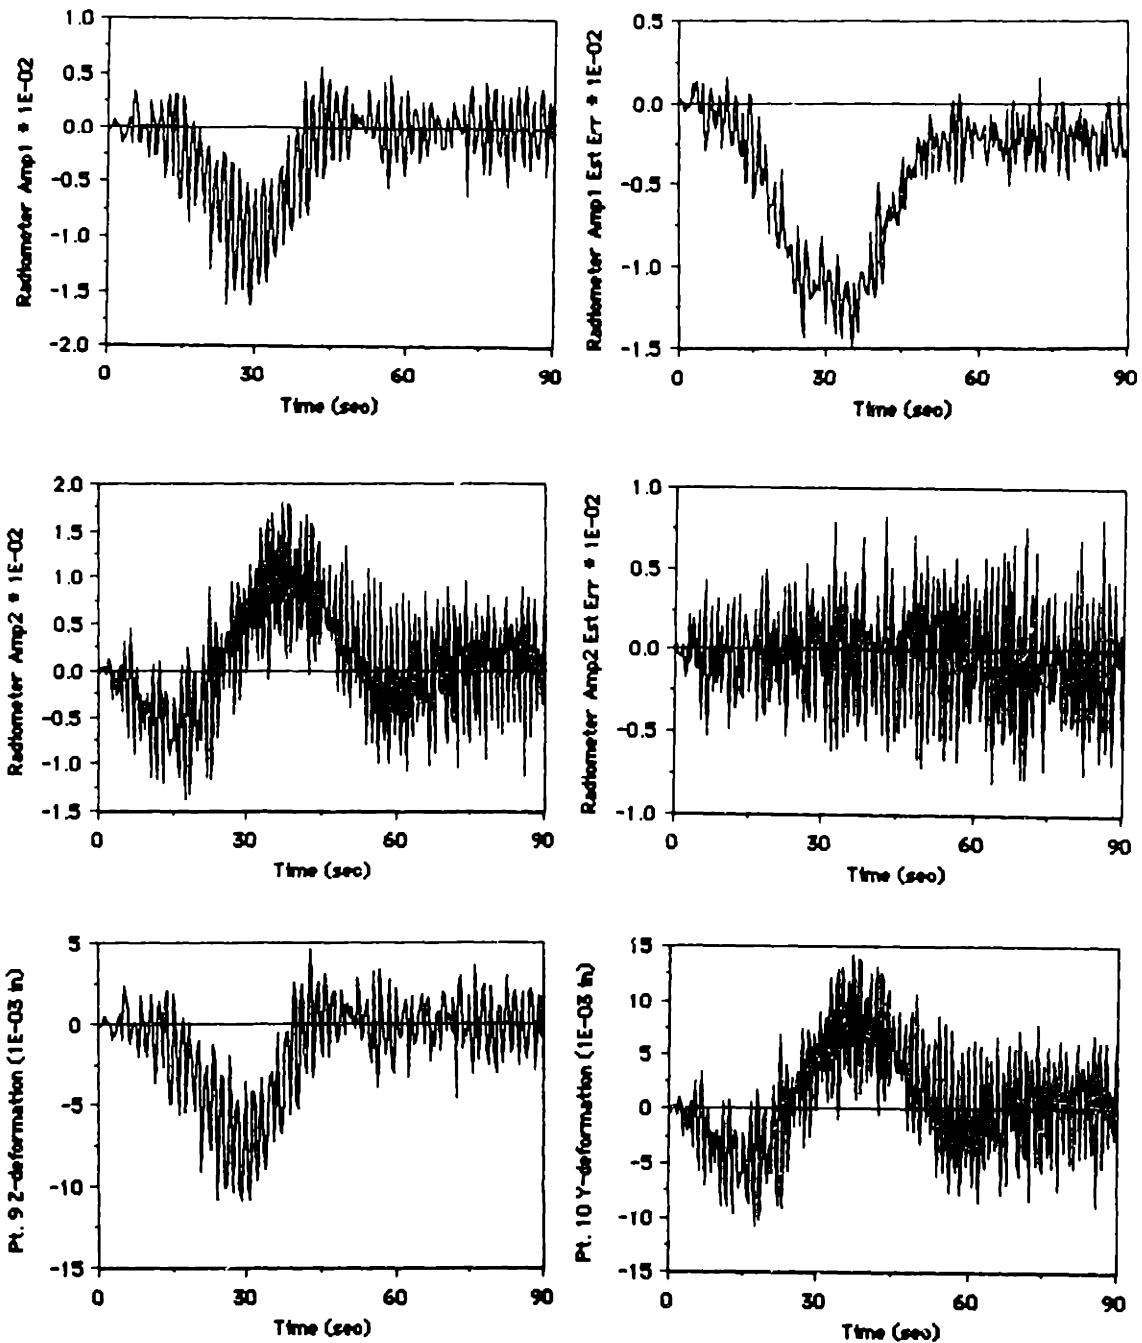 Radiometer Amp1 * 1E-02
1.0
0.5
0.0
-0.5
-1.0
-1.5
-2.0
0 30 60 90
Time (sec)
Radiometer Amp1 Est Err * 1E-02
0.5
0.0
-0.5
-1.0
-1.5
0 30 60 90
Time (sec)
Radiometer Amp2 * 1E-02
2.0
1.5
1.0
0.5
0.0
-0.5
-1.0
-1.5
0 30 60 90
Time (sec)
Radiometer Amp2 Est Err * 1E-02
1.0
0.5
0.0
-0.5
-1.0
0 30 60 90
Time (sec)
Pt. 9 Z-deformation (1E-03 in)
5
0
-5
-10
-15
0 30 60 90
Time (sec)
Pt. 10 Y-deformation (1E-03 in)
15
10
5
0
-5
-10
-15
0 30 60 90
Time (sec)